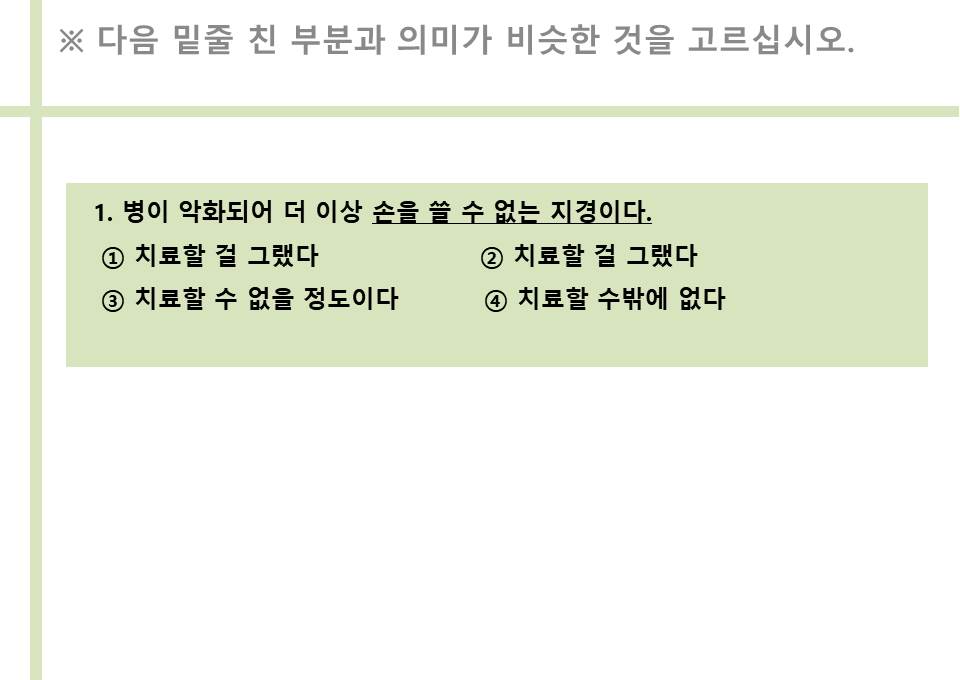 ※ 다음 밑줄 친 부분과 의미가 비슷한 것을 고르십시오.
1. 병이 악화되어 더 이상 손을 쓸 수 없는 지경이다.
① 치료할 걸 그랬다 ② 치료할 걸 그랬다
③ 치료할 수 없을 정도이다 ④ 치료할 수밖에 없다